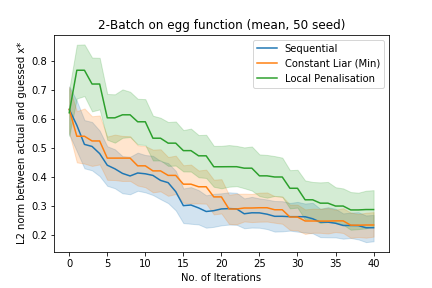 2-Batch on egg function (mean, 50 seed)
L2 norm between actual and guessed x*
0.8
0.7
0.6
0.5
0.4
0.3
0.2
Sequential
Constant Liar (Min)
Local Penalisation
0 5 10 15 20 25 30 35 40
No. of Iterations